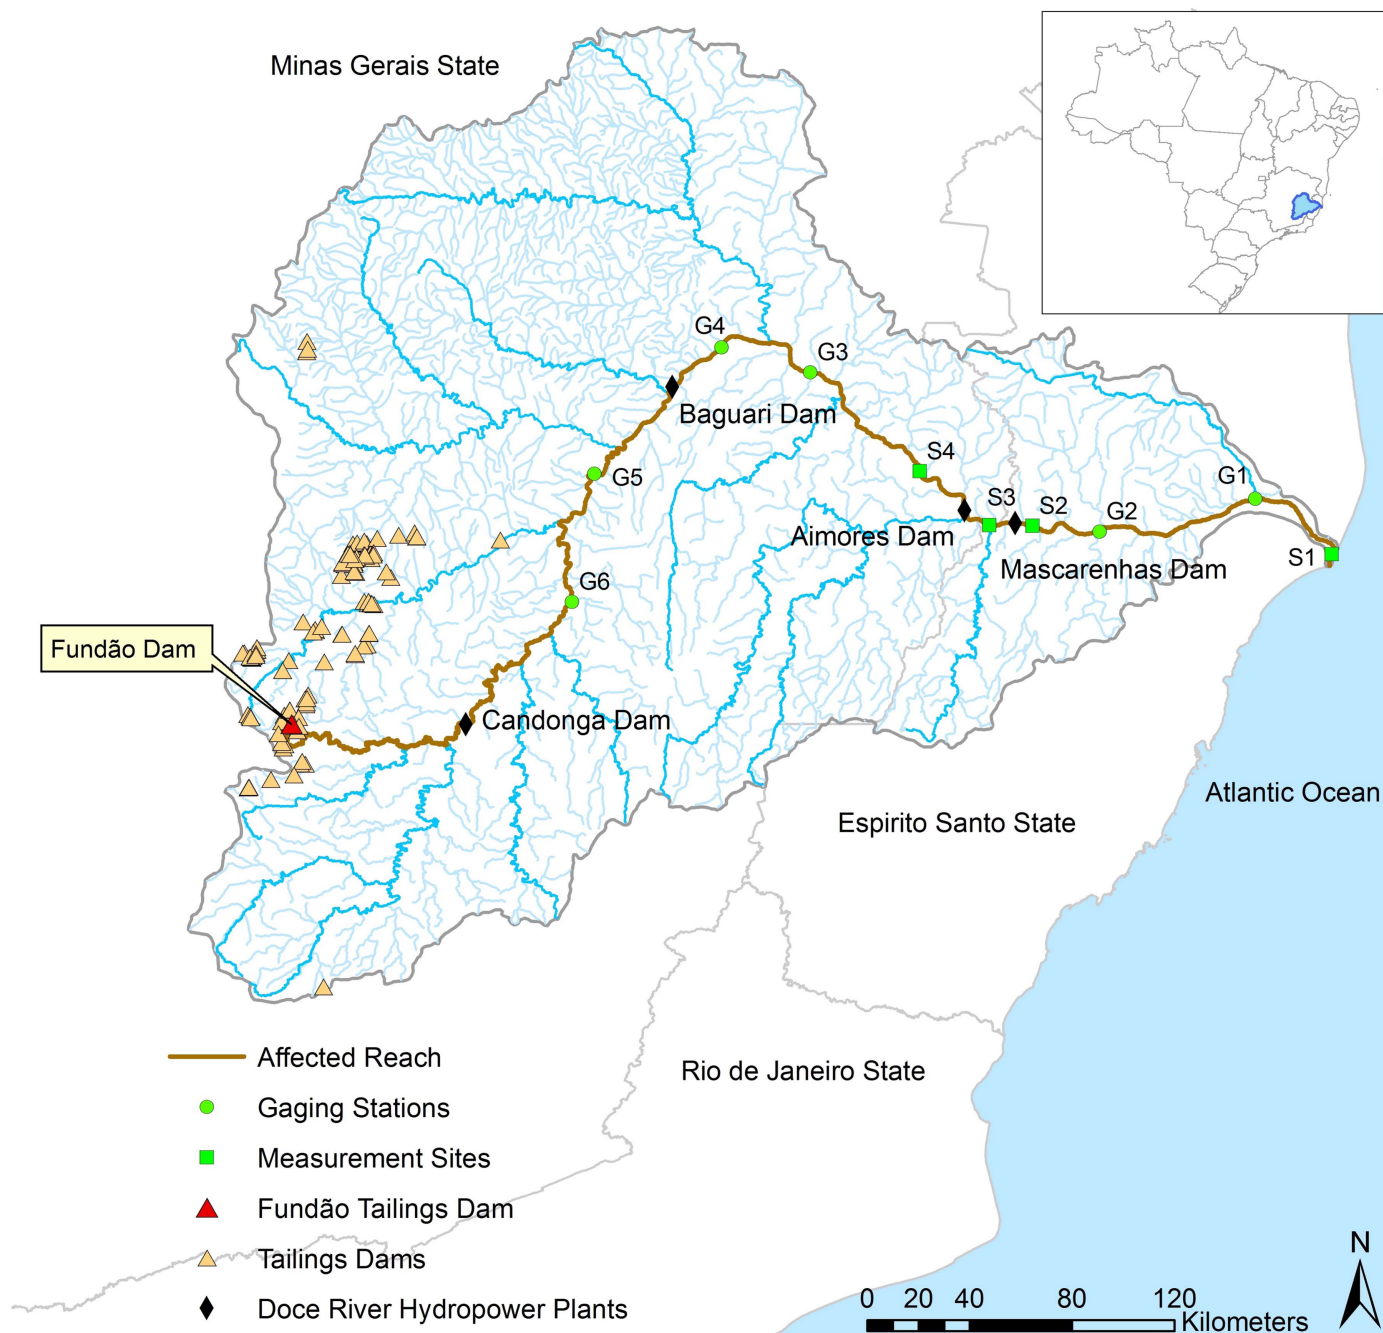 Minas Gerais State
G4
G3
Baguari Dam
S4
G5
G1
S3
S2
G2
Aimores Dam
S1
Mascarenhas Dam
G6
Fundão Dam
Candonga Dam
Atlantic Ocean
Espirito Santo State
Affected Reach
Rio de Janeiro State
Gaging Stations
Measurement Sites
Fundão Tailings Dam
Tailings Dams
Doce River Hydropower Plants
N
0 20 40 80 120
Kilometers